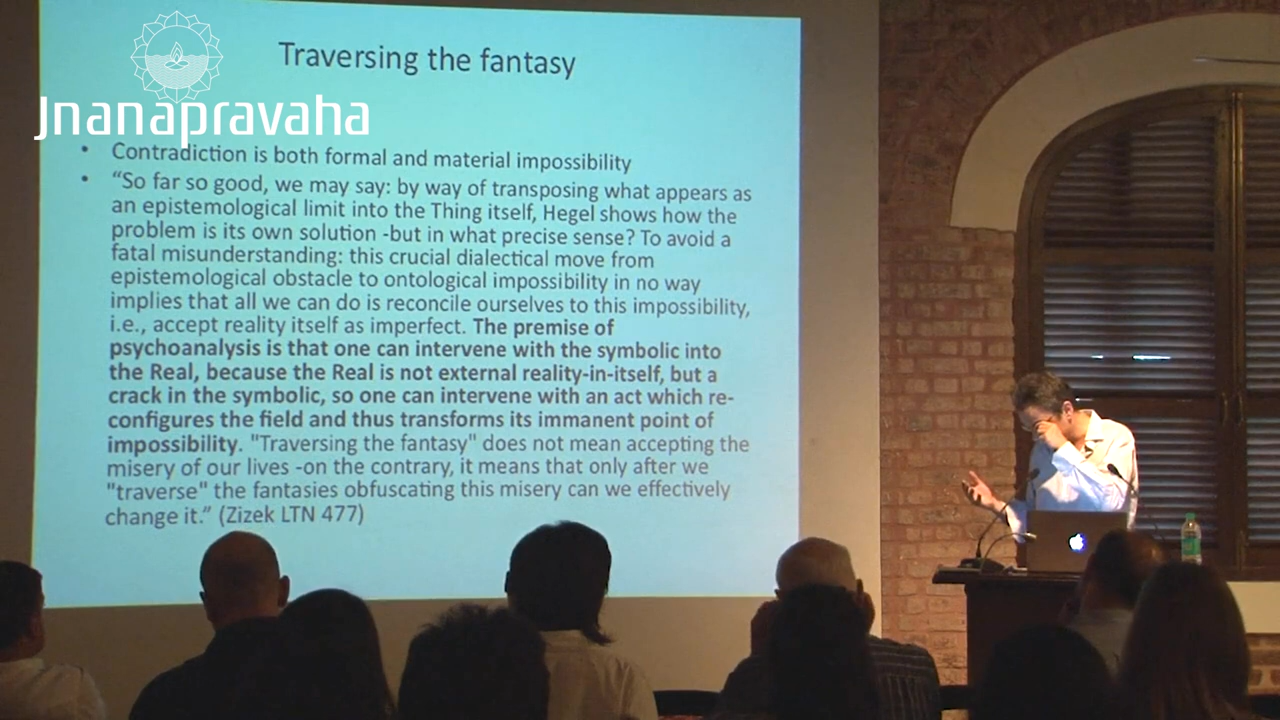 Jnanapravaha
Traversing the fantasy
• Contradiction is both formal and material impossibility
• “So far so good, we may say: by way of transposing what appears as
an epistemological limit into the Thing itself, Hegel shows how the
problem is its own solution -but in what precise sense? To avoid a
fatal misunderstanding: this crucial dialectical move from
epistemological obstacle to ontological impossibility in no way
implies that all we can do is reconcile ourselves to this impossibility,
i.e., accept reality itself as imperfect. The premise of
psychoanalysis is that one can intervene with the symbolic into
the Real, because the Real is not external reality-in-itself, but a
crack in the symbolic, so one can intervene with an act which re-
configures the field and thus transforms its immanent point of
impossibility. "Traversing the fantasy" does not mean accepting the
misery of our lives -on the contrary, it means that only after we
"traverse" the fantasies obfuscating this misery can we effectively
change it.” (Zizek LTN 477)